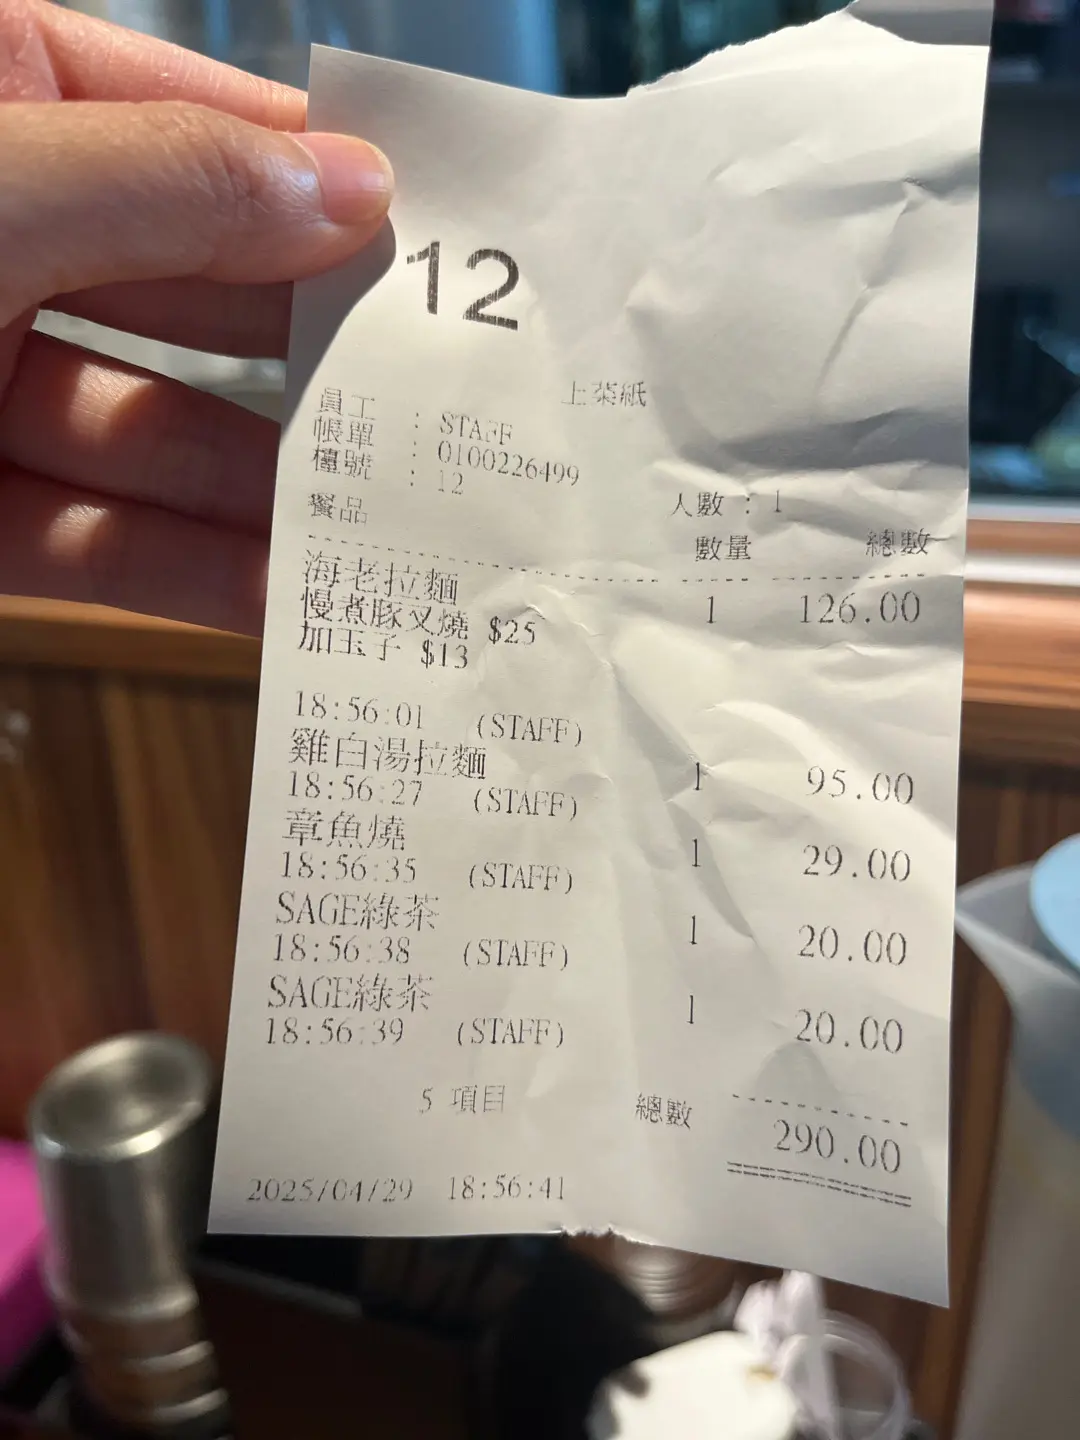 12
上菜紙
員工 : STAFF
帳單 : 0100226499
檯號 : 12
人數 : 1
餐品 數量 總數
海老拉麵 1 126.00
慢煮豚叉燒 $25
加玉子 $13
18:56:01 (STAFF)
雞白湯拉麵 1 95.00
18:56:27 (STAFF)
章魚燒 1 29.00
18:56:35 (STAFF)
SAGE綠茶 1 20.00
18:56:38 (STAFF)
SAGE綠茶 1 20.00
18:56:39 (STAFF)
5 項目 總數 290.00
2025/04/29 18:56:41